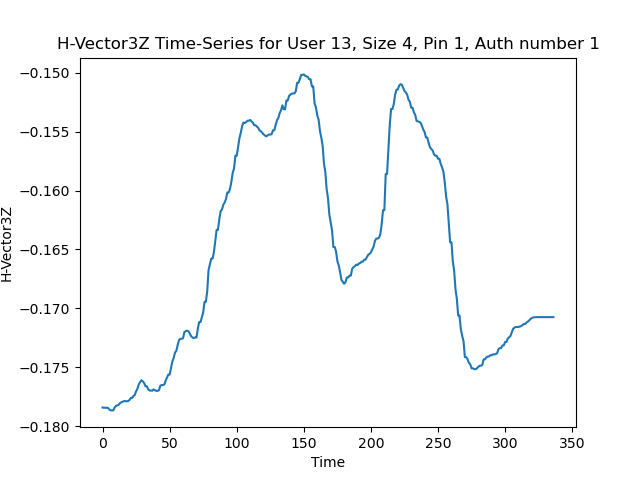 H-Vector3Z Time-Series for User 13, Size 4, Pin 1, Auth number 1
−0.150
−0.155
−0.160
−0.165
−0.170
−0.175
−0.180
H-Vector3Z
0 50 100 150 200 250 300 350
Time